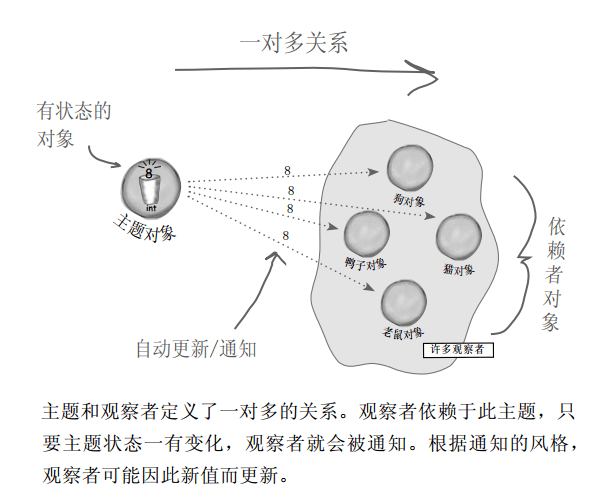 一对多关系
有状态的
对象
8
int
主题对象
8
8
8
8
狗对象
鸭子对象
猫对象
老鼠对象
许多观察者
依赖者对象
自动更新/通知
主题和观察者定义了一对多的关系。观察者依赖于此主题，只
要主题状态一有变化，观察者就会被通知。根据通知的风格，
观察者可能因此新值而更新。